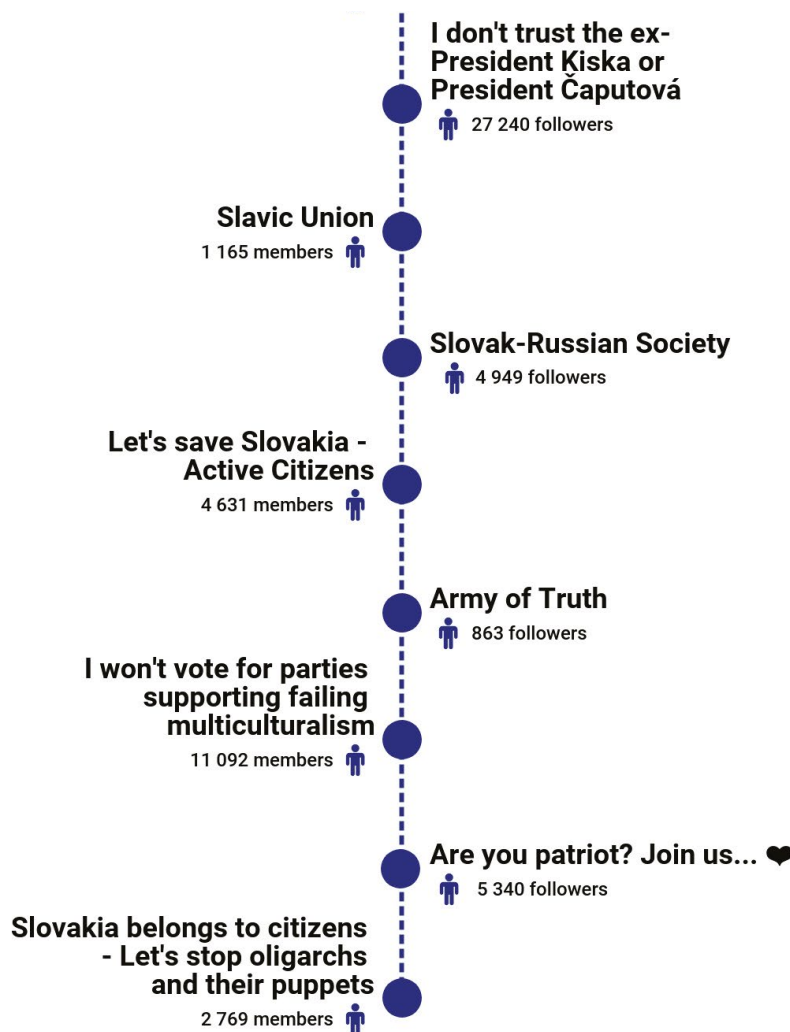 I don't trust the ex-
President Kiska or
President Čaputová
27 240 followers
Slavic Union
1 165 members
Slovak-Russian Society
4 949 followers
Let's save Slovakia -
Active Citizens
4 631 members
Army of Truth
863 followers
I won't vote for parties
supporting failing
multiculturalism
11 092 members
Are you patriot? Join us... ❤
5 340 followers
Slovakia belongs to citizens
- Let's stop oligarchs
and their puppets
2 769 members